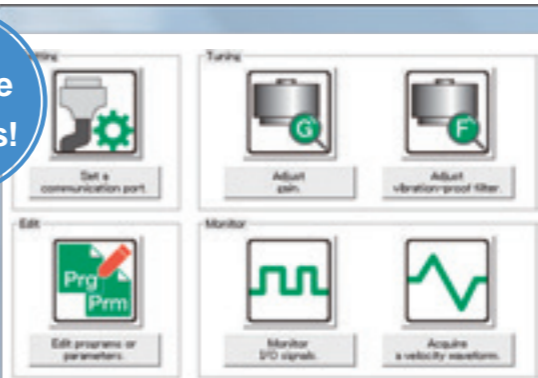 e
s!
Tuning
Set a
communication port.
G
Adjust
gain.
F
Adjust
vibration-proof filter.
Edit
Monitor
Prg
Prm
Edit programs or
parameters.
Monitor
I/O signals.
Acquire
a velocity waveform.